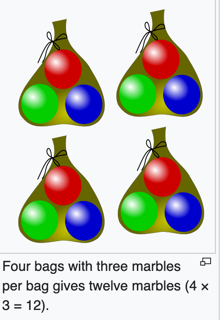 Four bags with three marbles
per bag gives twelve marbles (4 ×
3 = 12).